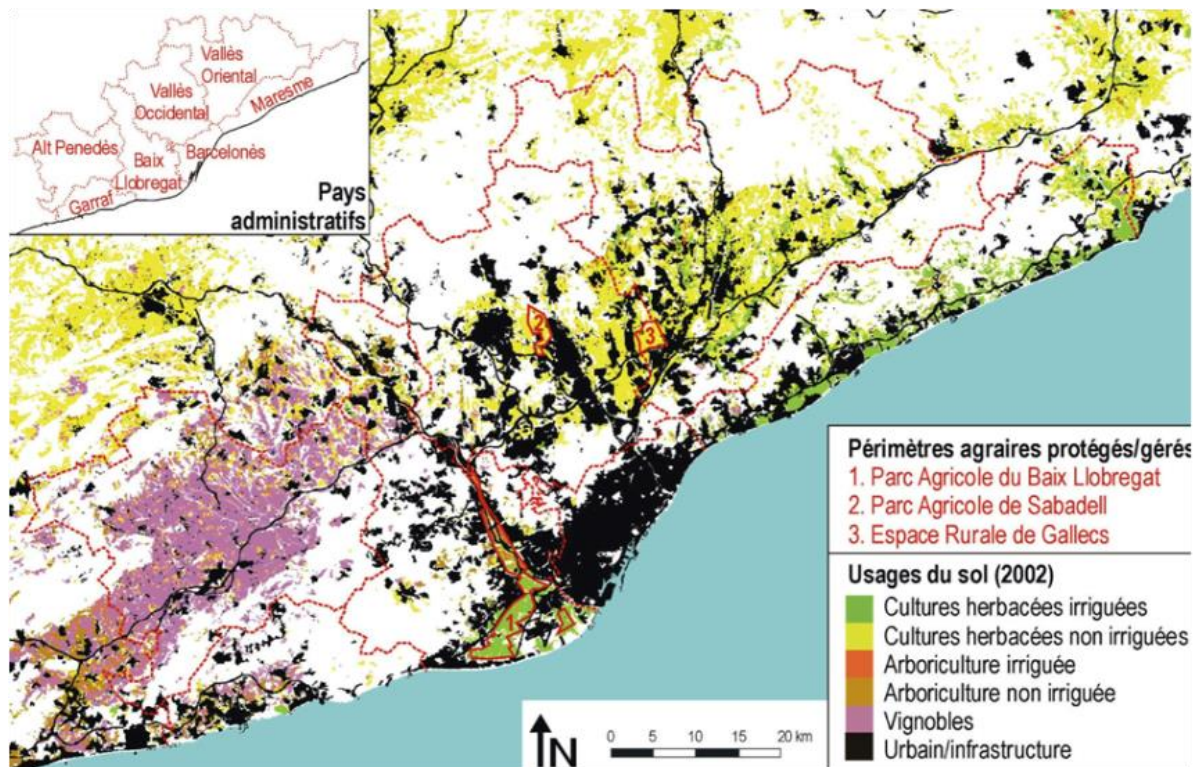 Vallès
Oriental
Vallès
Occidental
Maresme
Alt Penedès
Barcelonès
Baix
Llobregat
Garraf
Pays
administratifs
2
3
1
1
Périmètres agraires protégés/gérés
1. Parc Agricole du Baix Llobregat
2. Parc Agricole de Sabadell
3. Espace Rurale de Gallecs
Usages du sol (2002)
Cultures herbacées irriguées
Cultures herbacées non irriguées
Arboriculture irriguée
Arboriculture non irriguée
Vignobles
Urbain/infrastructure
N
0 5 10 15 20 km